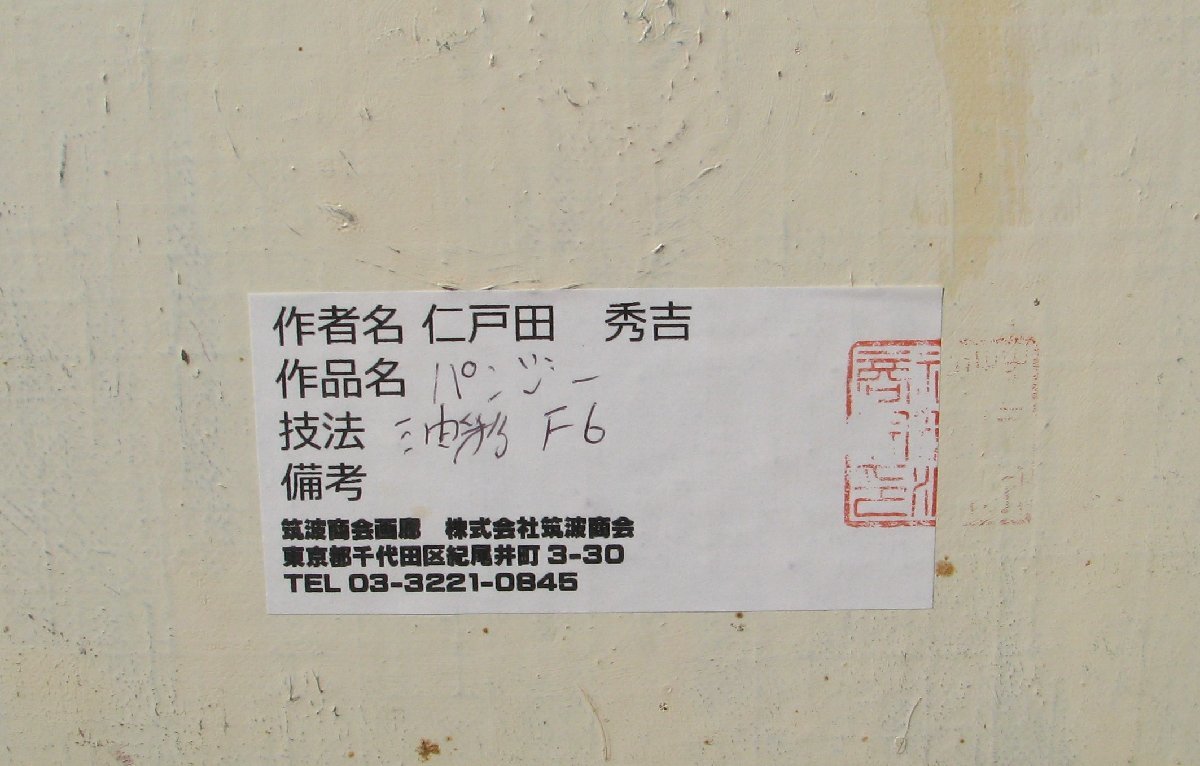 作者名 仁戸田 秀吉
作品名 パンジー
技法 油彩 F6
備考
筑波商会画廊 株式会社筑波商会
東京都千代田区紀尾井町 3-30
TEL 03-3221-0845